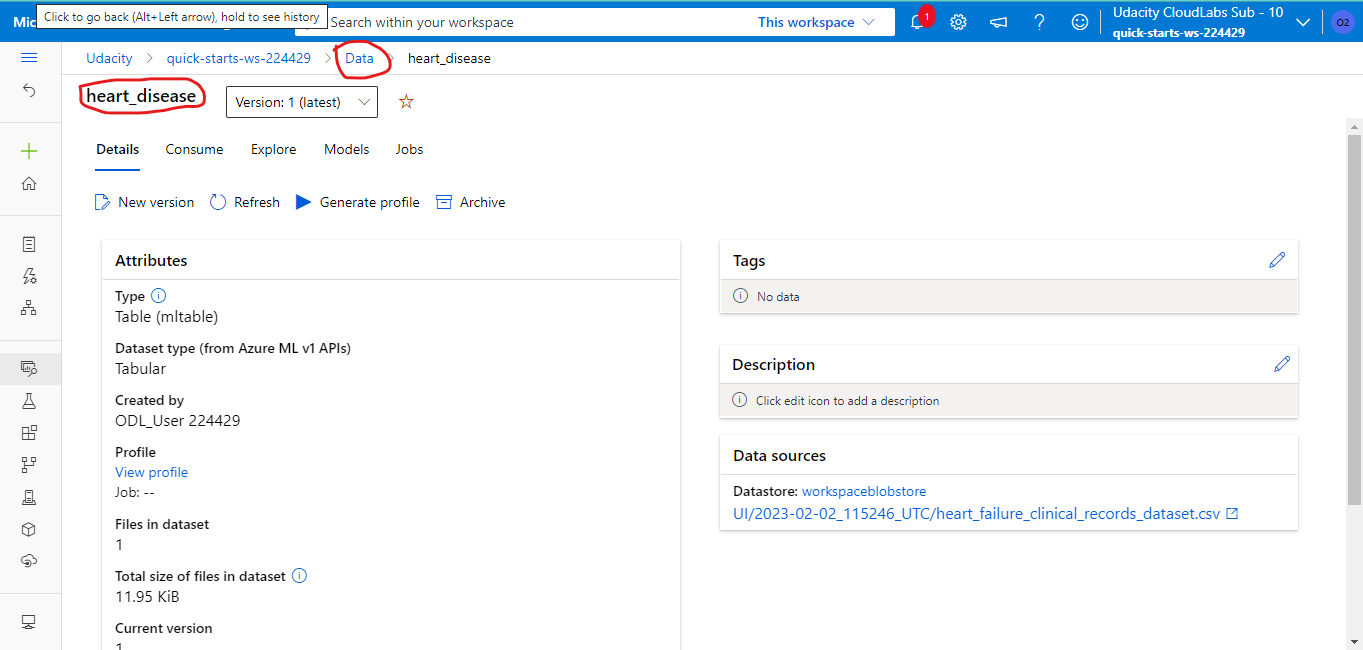 Mic
Click to go back (Alt+Left arrow), hold to see history
Search within your workspace
This workspace
1
Udacity CloudLabs Sub - 10
quick-starts-ws-224429
O2
Udacity
quick-starts-ws-224429
Data
heart_disease
heart_disease
Version: 1 (latest)
Details
Consume
Explore
Models
Jobs
New version
Refresh
Generate profile
Archive
Attributes
Type
Table (mltable)
Dataset type (from Azure ML v1 APIs)
Tabular
Created by
ODL_User 224429
Profile
View profile
Job: --
Files in dataset
1
Total size of files in dataset
11.95 KiB
Current version
1
Tags
No data
Description
Click edit icon to add a description
Data sources
Datastore: workspaceblobstore
UI/2023-02-02_115246_UTC/heart_failure_clinical_records_dataset.csv